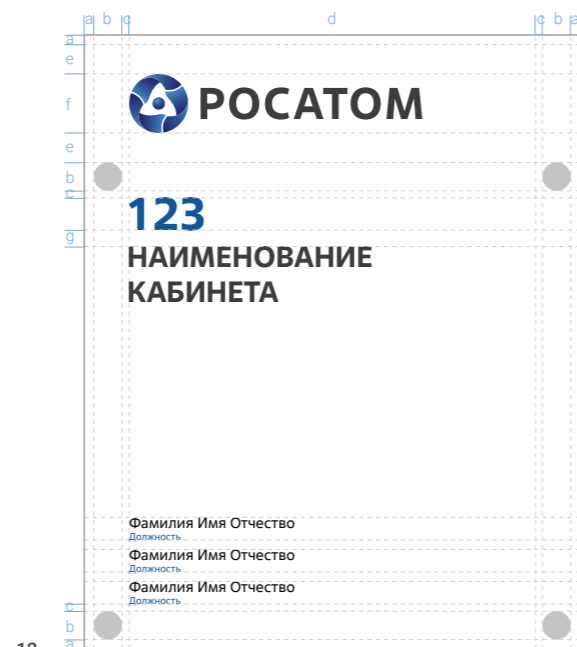 a b c d c b a
a
e
f
РОСАТОМ
e
b
c
123
g
НАИМЕНОВАНИЕ
КАБИНЕТА
Фамилия Имя Отчество
Должность
Фамилия Имя Отчество
Должность
Фамилия Имя Отчество
Должность
c
b
a